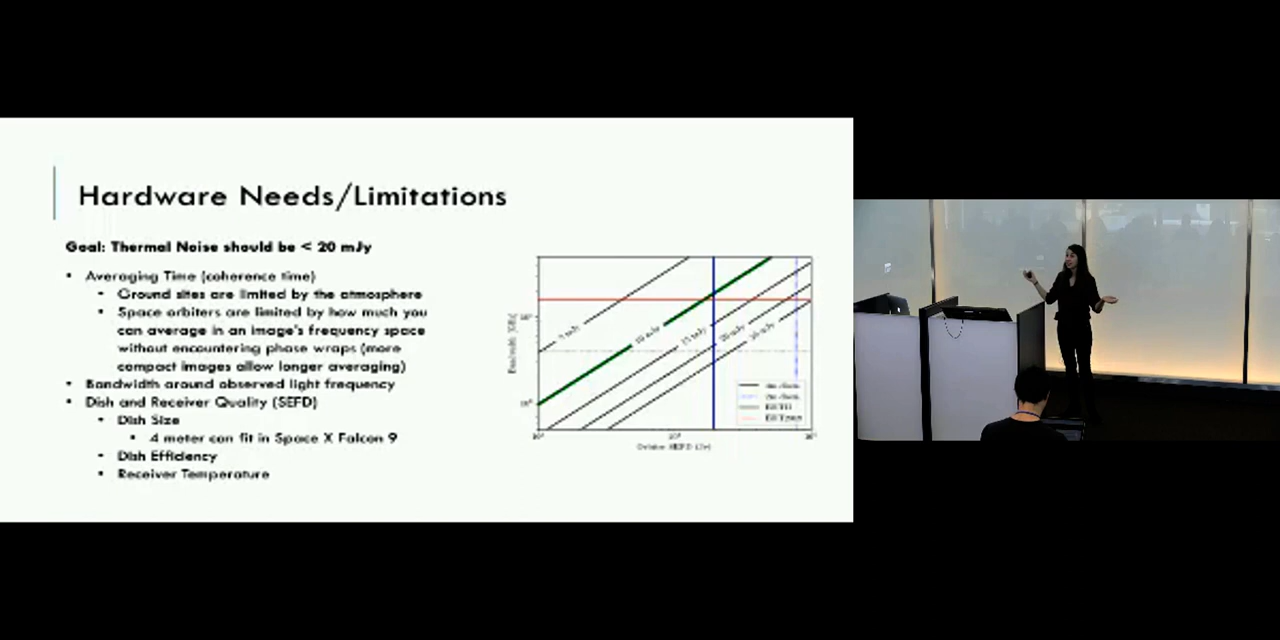 Hardware Needs/Limitations
Goal: Thermal Noise should be < 20 mJy
• Averaging Time (coherence time)
• Ground sites are limited by the atmosphere
• Space orbiters are limited by how much you
can average in an image's frequency space
without encountering phase wraps (more
compact images allow longer averaging)
• Bandwidth around observed light frequency
• Dish and Receiver Quality (SEFD)
• Dish Size
• 4 meter can fit in Space X Falcon 9
• Dish Efficiency
• Receiver Temperature